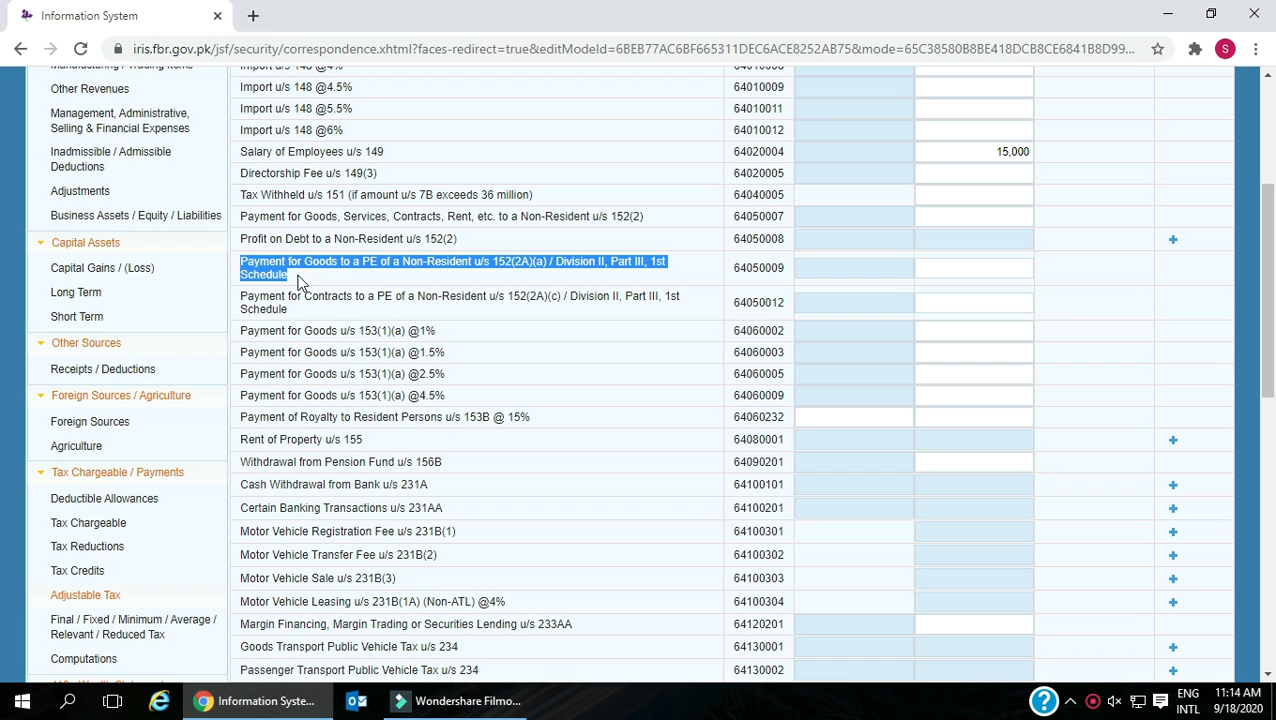 Information System
iris.fbr.gov.pk/jsf/security/correspondence.xhtml?faces-redirect=true&editModeId=6BEB77AC6BF665311DEC6ACE8252AB75&mode=65C38580B8BE418DCB8CE6841B8D99...
S
Manufacturing / Trading Items
Other Revenues
Management, Administrative,
Selling & Financial Expenses
Inadmissible / Admissible
Deductions
Adjustments
Business Assets / Equity / Liabilities
Capital Assets
Capital Gains / (Loss)
Long Term
Short Term
Other Sources
Receipts / Deductions
Foreign Sources / Agriculture
Foreign Sources
Agriculture
Tax Chargeable / Payments
Deductible Allowances
Tax Chargeable
Tax Reductions
Tax Credits
Adjustable Tax
Final / Fixed / Minimum / Average /
Relevant / Reduced Tax
Computations
Import u/s 148 @4% 64010008
Import u/s 148 @4.5% 64010009
Import u/s 148 @5.5% 64010011
Import u/s 148 @6% 64010012
Salary of Employees u/s 149 64020004 15,000
Directorship Fee u/s 149(3) 64020005
Tax Withheld u/s 151 (if amount u/s 7B exceeds 36 million) 64040005
Payment for Goods, Services, Contracts, Rent, etc. to a Non-Resident u/s 152(2) 64050007
Profit on Debt to a Non-Resident u/s 152(2) 64050008
Payment for Goods to a PE of a Non-Resident u/s 152(2A)(a) / Division II, Part III, 1st
Schedule 64050009
Payment for Contracts to a PE of a Non-Resident u/s 152(2A)(c) / Division II, Part III, 1st
Schedule 64050012
Payment for Goods u/s 153(1)(a) @1% 64060002
Payment for Goods u/s 153(1)(a) @1.5% 64060003
Payment for Goods u/s 153(1)(a) @2.5% 64060005
Payment for Goods u/s 153(1)(a) @4.5% 64060009
Payment of Royalty to Resident Persons u/s 153B @ 15% 64060232
Rent of Property u/s 155 64080001
Withdrawal from Pension Fund u/s 156B 64090201
Cash Withdrawal from Bank u/s 231A 64100101
Certain Banking Transactions u/s 231AA 64100201
Motor Vehicle Registration Fee u/s 231B(1) 64100301
Motor Vehicle Transfer Fee u/s 231B(2) 64100302
Motor Vehicle Sale u/s 231B(3) 64100303
Motor Vehicle Leasing u/s 231B(1A) (Non-ATL) @4% 64100304
Margin Financing, Margin Trading or Securities Lending u/s 233AA 64120201
Goods Transport Public Vehicle Tax u/s 234 64130001
Passenger Transport Public Vehicle Tax u/s 234 64130002
Information Syste...
Wondershare Filmo...
ENG
INTL
11:14 AM
9/18/2020